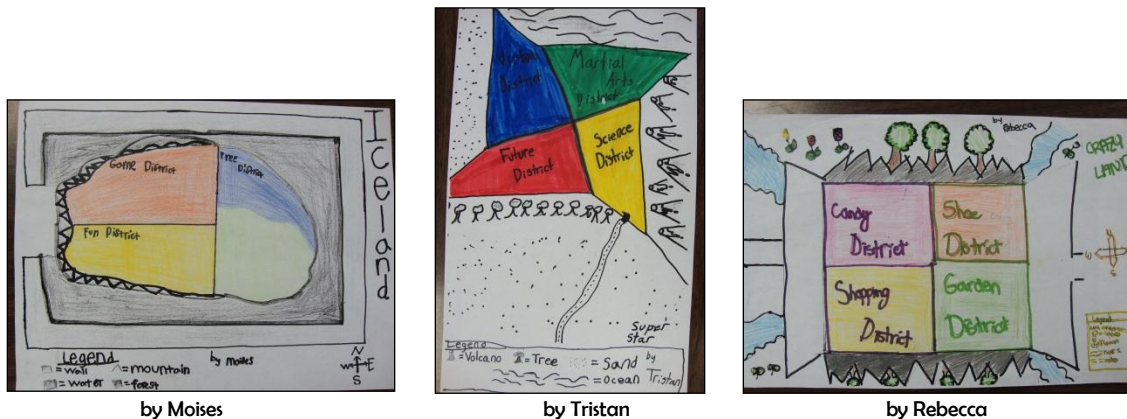 Iceland
Game District
Tree
District
Fun District
Legend
by moises
= wall
= mountain
= water
= forest
N
W E
S
by Moises
Virtual
District
Martial
Arts
District
Future
District
Science
District
Super
Star
Legend
= Volcano
= Tree
= Sand
= Ocean
by
Tristan
by Tristan
by
Rebecca
CRAZY
LAND
Candy
District
Shoe
District
Shopping
District
Garden
District
Legend
by Rebecca